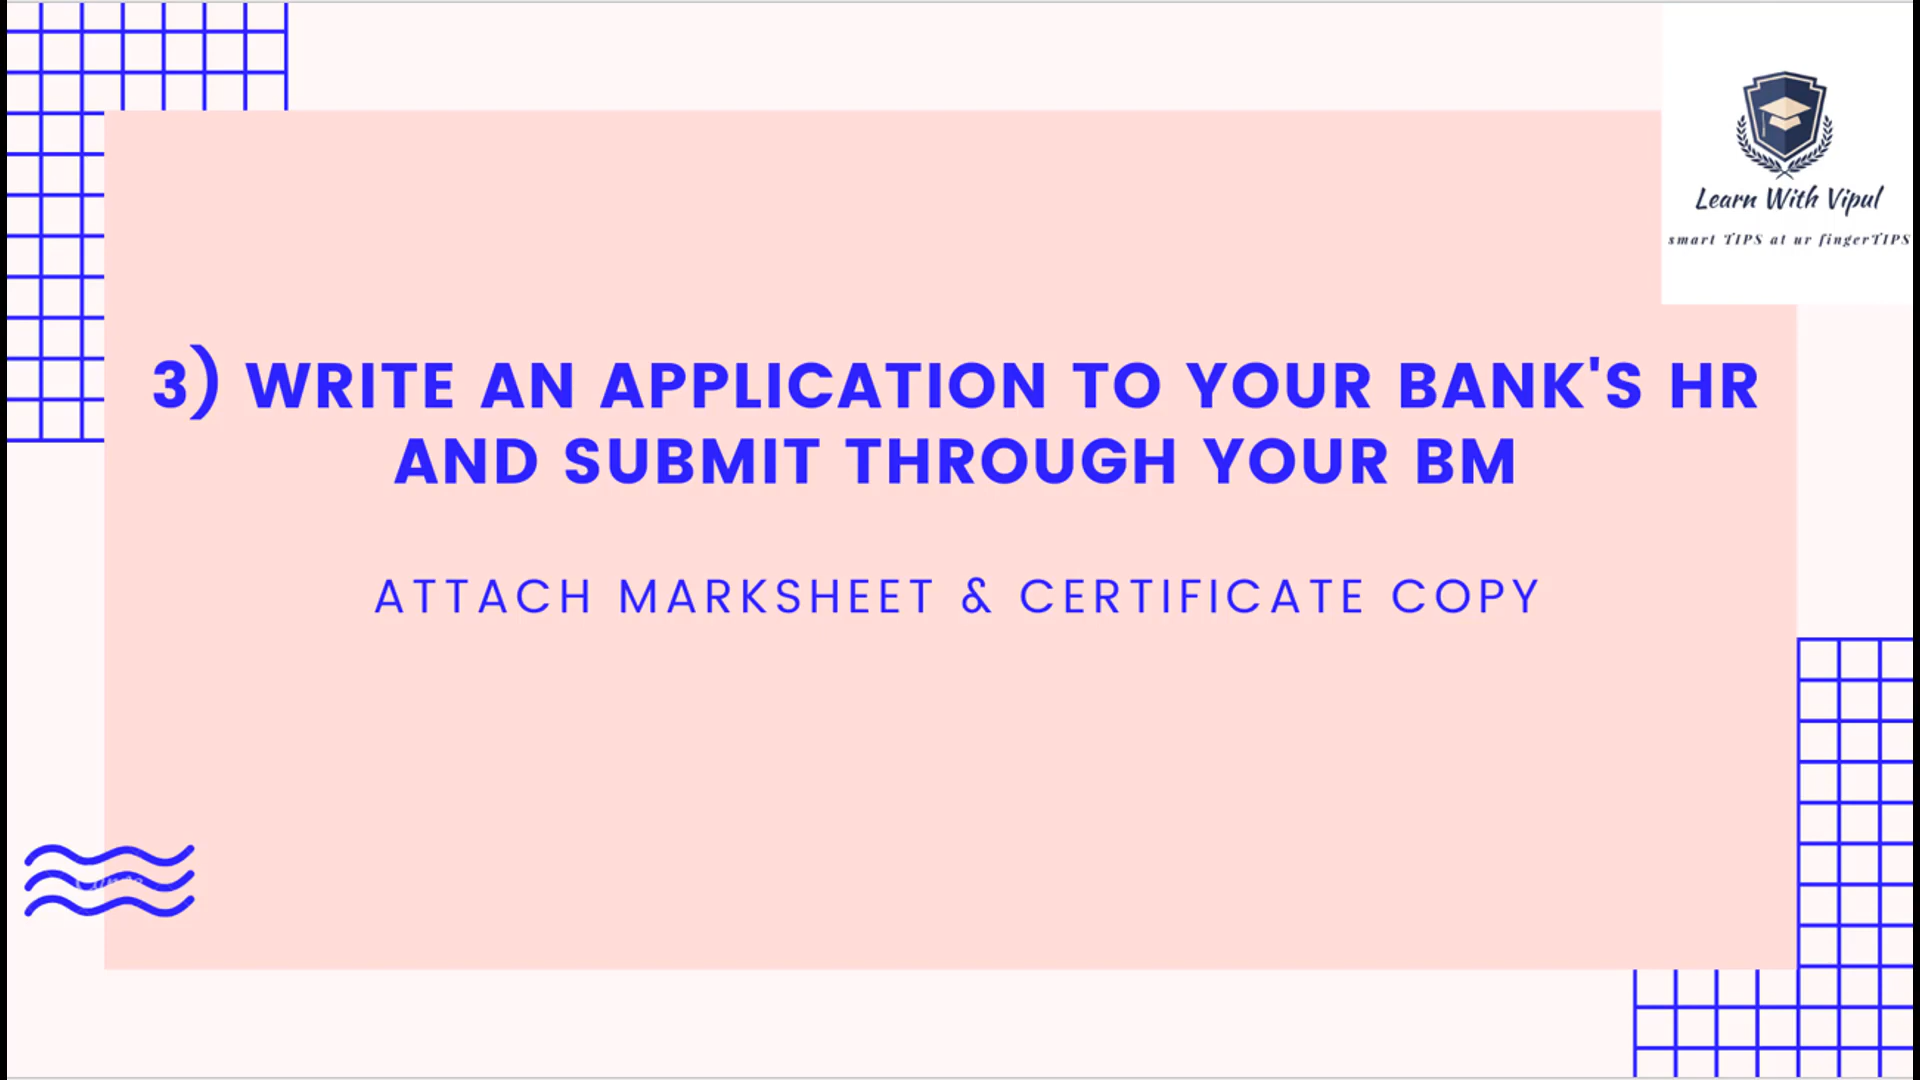 Learn With Vipul
smart TIPS at ur fingerTIPS
3) WRITE AN APPLICATION TO YOUR BANK'S HR
AND SUBMIT THROUGH YOUR BM
ATTACH MARKSHEET & CERTIFICATE COPY